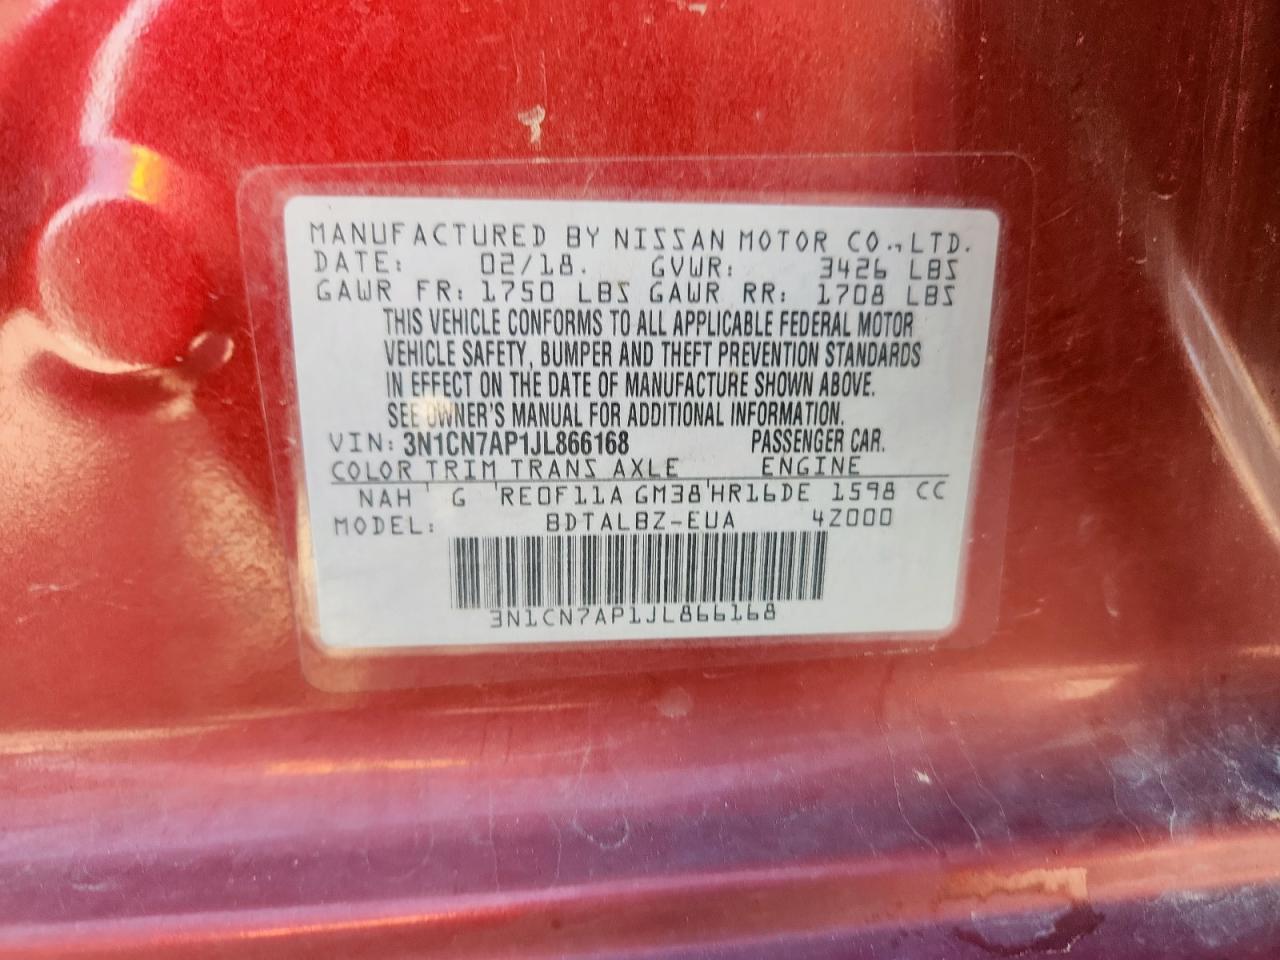 MANUFACTURED BY NISSAN MOTOR CO., LTD.
DATE: 02/18. GVWR: 3426 LBS
GAWR FR: 1750 LBS GAWR RR: 1708 LBS
THIS VEHICLE CONFORMS TO ALL APPLICABLE FEDERAL MOTOR
VEHICLE SAFETY, BUMPER AND THEFT PREVENTION STANDARDS
IN EFFECT ON THE DATE OF MANUFACTURE SHOWN ABOVE.
SEE OWNER'S MANUAL FOR ADDITIONAL INFORMATION.
VIN: 3N1CN7AP1JL866168 PASSENGER CAR.
COLOR TRIM TRANS AXLE ENGINE
NAH G RE0F11A GM38 HR16DE 1598 CC
MODEL: BDTALBZ-EUA 4Z000
3N1CN7AP1JL866168